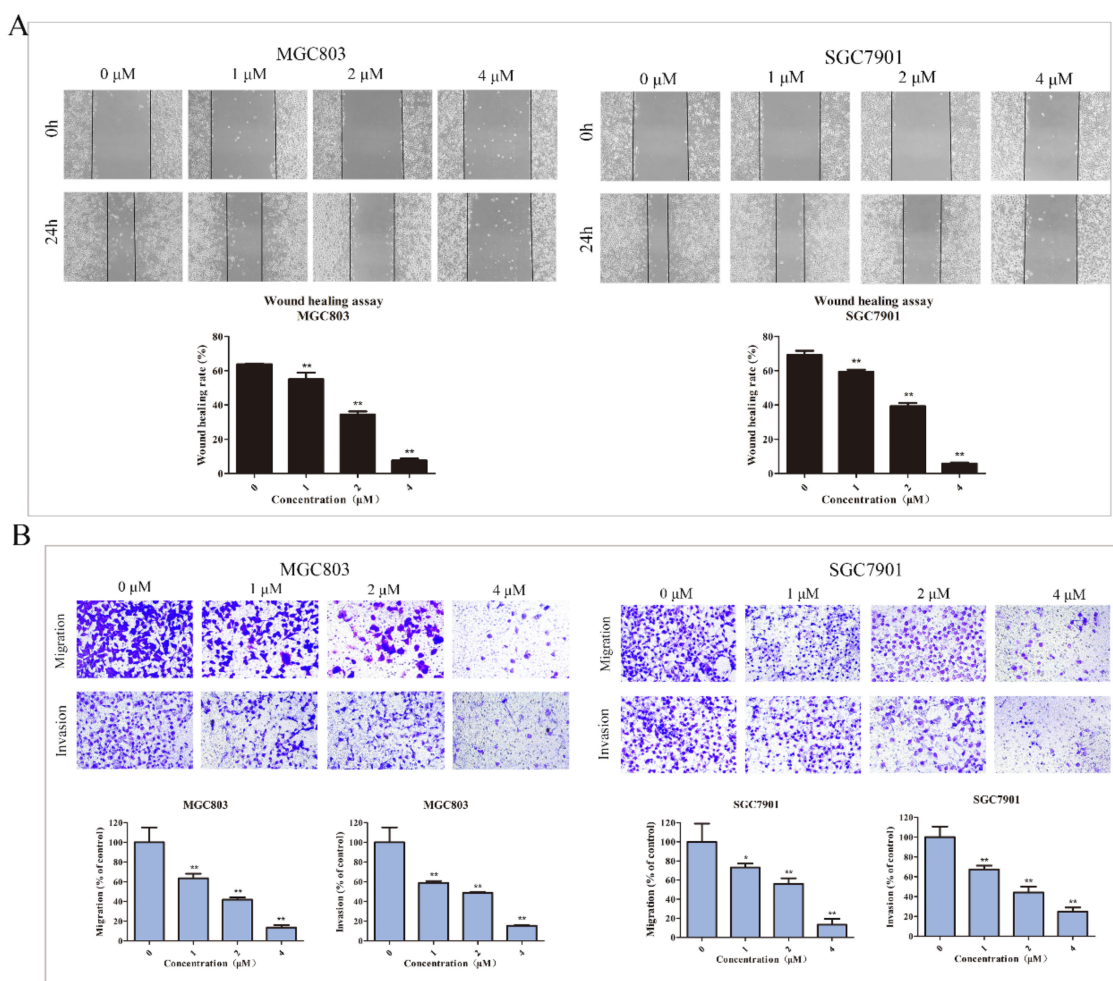 A
MGC803
0 µM 1 µM 2 µM 4 µM
0h
24h
Wound healing assay
MGC803
Wound healing rate (%)
80
60
40
20
0
**
**
**
0 1 2 4
Concentration（µM）
SGC7901
0 µM 1 µM 2 µM 4 µM
0h
24h
Wound healing assay
SGC7901
Wound healing rate (%)
80
60
40
20
0
**
**
**
0 1 2 4
Concentration（µM）
B
MGC803
0 µM 1 µM 2 µM 4 µM
Migration
Invasion
MGC803
Migration (% of control)
120
100
80
60
40
20
0
**
**
**
0 1 2 4
Concentration（µM）
MGC803
Invasion (% of control)
120
100
80
60
40
20
0
**
**
**
0 1 2 4
Concentration（µM）
SGC7901
0 µM 1 µM 2 µM 4 µM
Migration
Invasion
SGC7901
Migration (% of control)
120
100
80
60
40
20
0
*
**
**
0 1 2 4
Concentration（µM）
SGC7901
Invasion (% of control)
120
100
80
60
40
20
0
**
**
**
0 1 2 4
Concentration（µM）